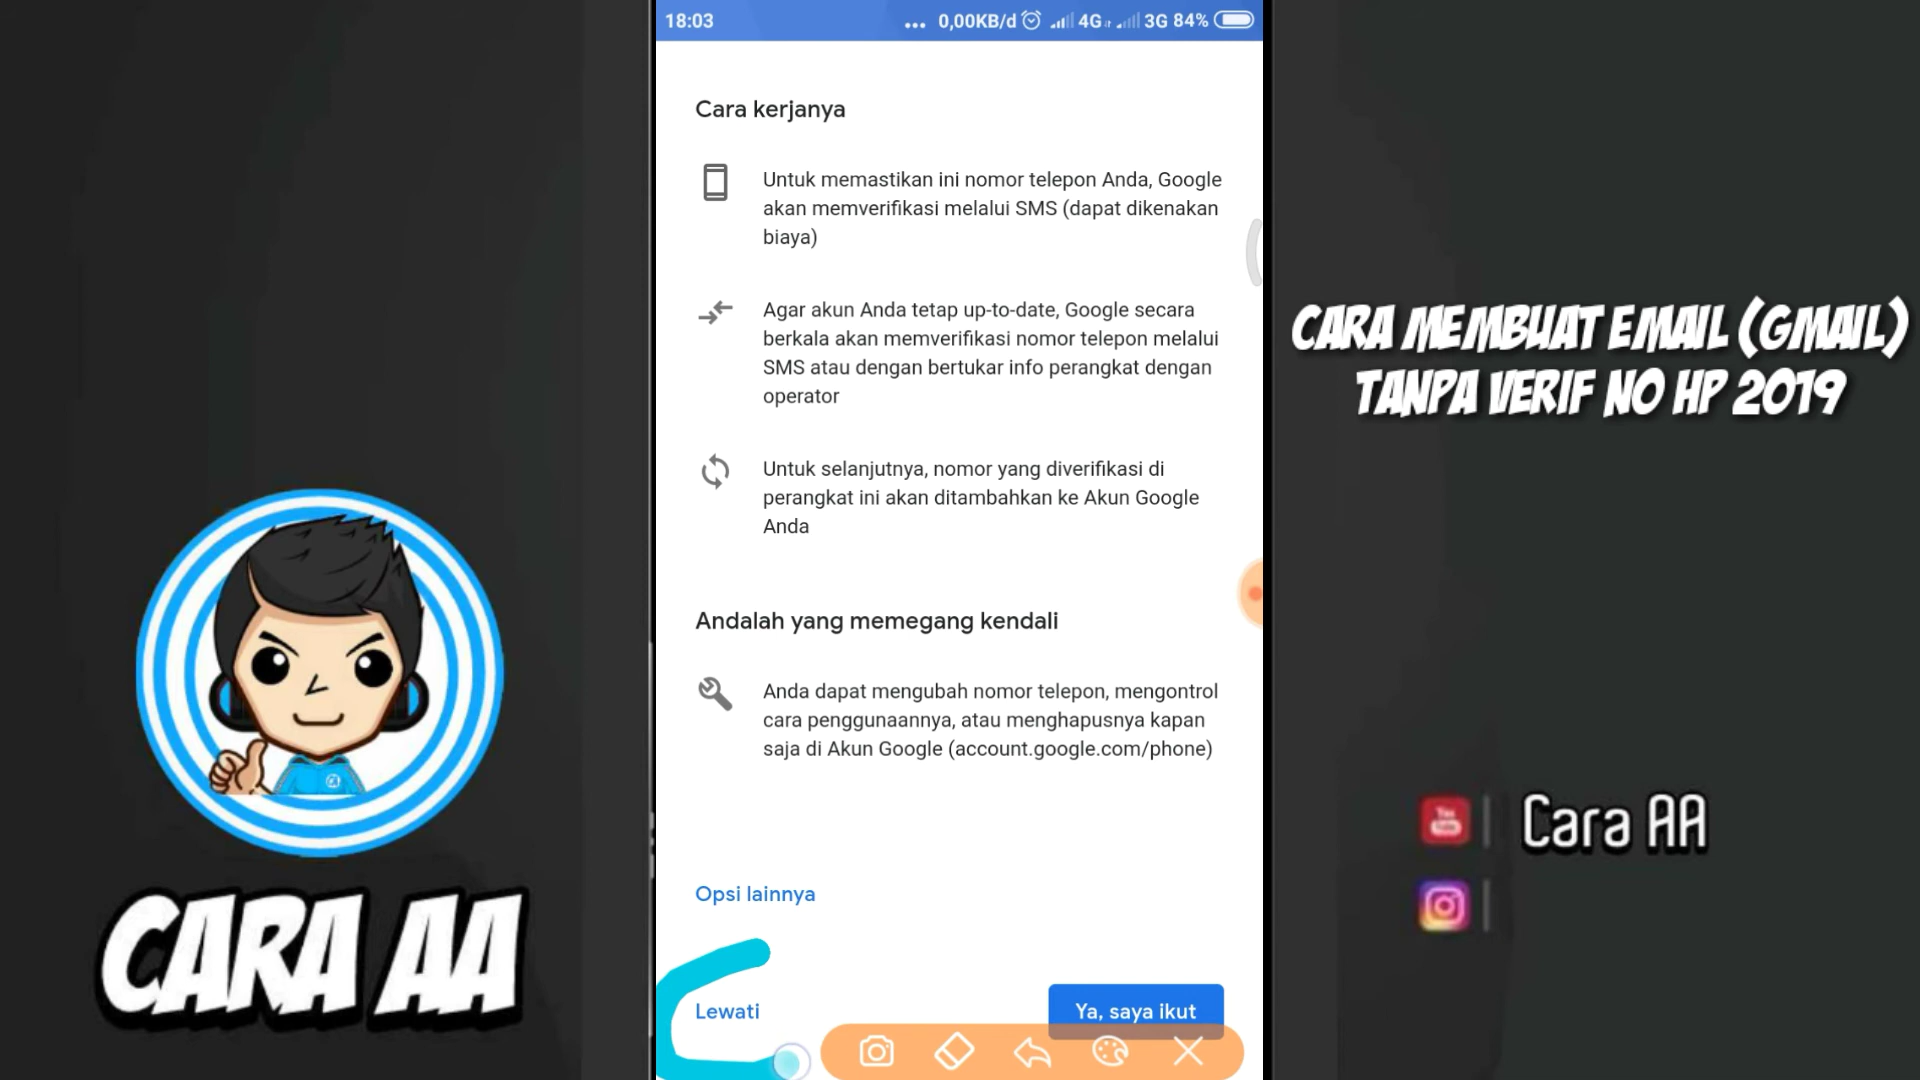 18:03
... 0,00KB/d 4G 3G 84%
Cara kerjanya
Untuk memastikan ini nomor telepon Anda, Google
akan memverifikasi melalui SMS (dapat dikenakan
biaya)
Agar akun Anda tetap up-to-date, Google secara
berkala akan memverifikasi nomor telepon melalui
SMS atau dengan bertukar info perangkat dengan
operator
Untuk selanjutnya, nomor yang diverifikasi di
perangkat ini akan ditambahkan ke Akun Google
Anda
Andalah yang memegang kendali
Anda dapat mengubah nomor telepon, mengontrol
cara penggunaannya, atau menghapusnya kapan
saja di Akun Google (account.google.com/phone)
Opsi lainnya
Lewati
Ya, saya ikut
CARA AA
CARA MEMBUAT EMAIL (GMAIL)
TANPA VERIF NO HP 2019
You
Tube
Cara AA